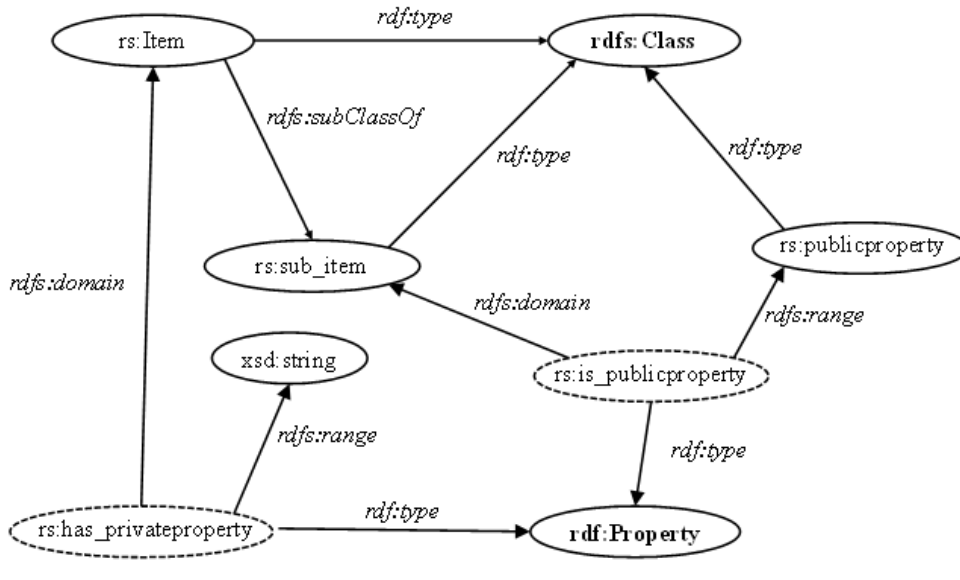 rdf:type
rs:Item
rdfs:Class
rdfs:subClassOf
rdf:type
rdf:type
rs:publicproperty
rs:sub_item
rdfs:domain
rdfs:domain
rdfs:range
xsd:string
rs:is_publicproperty
rdfs:range
rdf:type
rdf:type
rs:has_privateproperty
rdf:Property